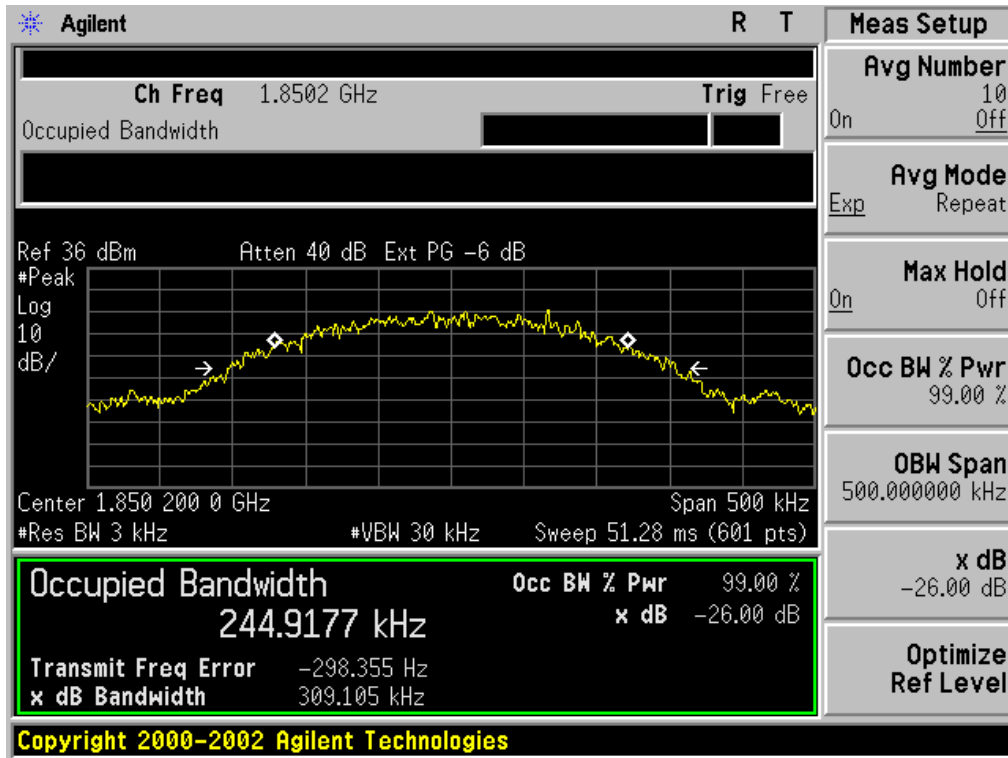 Agilent R T
Ch Freq 1.8502 GHz Trig Free
Occupied Bandwidth
Ref 36 dBm Atten 40 dB Ext PG -6 dB
#Peak
Log
10
dB/
Center 1.850 200 0 GHz Span 500 kHz
#Res BW 3 kHz #VBW 30 kHz Sweep 51.28 ms (601 pts)
Occupied Bandwidth
244.9177 kHz
Occ BW % Pwr 99.00 %
x dB -26.00 dB
Transmit Freq Error -298.355 Hz
x dB Bandwidth 309.105 kHz
Copyright 2000-2002 Agilent Technologies
Meas Setup
Avg Number
10
On Off
Avg Mode
Exp Repeat
Max Hold
On Off
Occ BW % Pwr
99.00 %
OBW Span
500.000000 kHz
x dB
-26.00 dB
Optimize
Ref Level